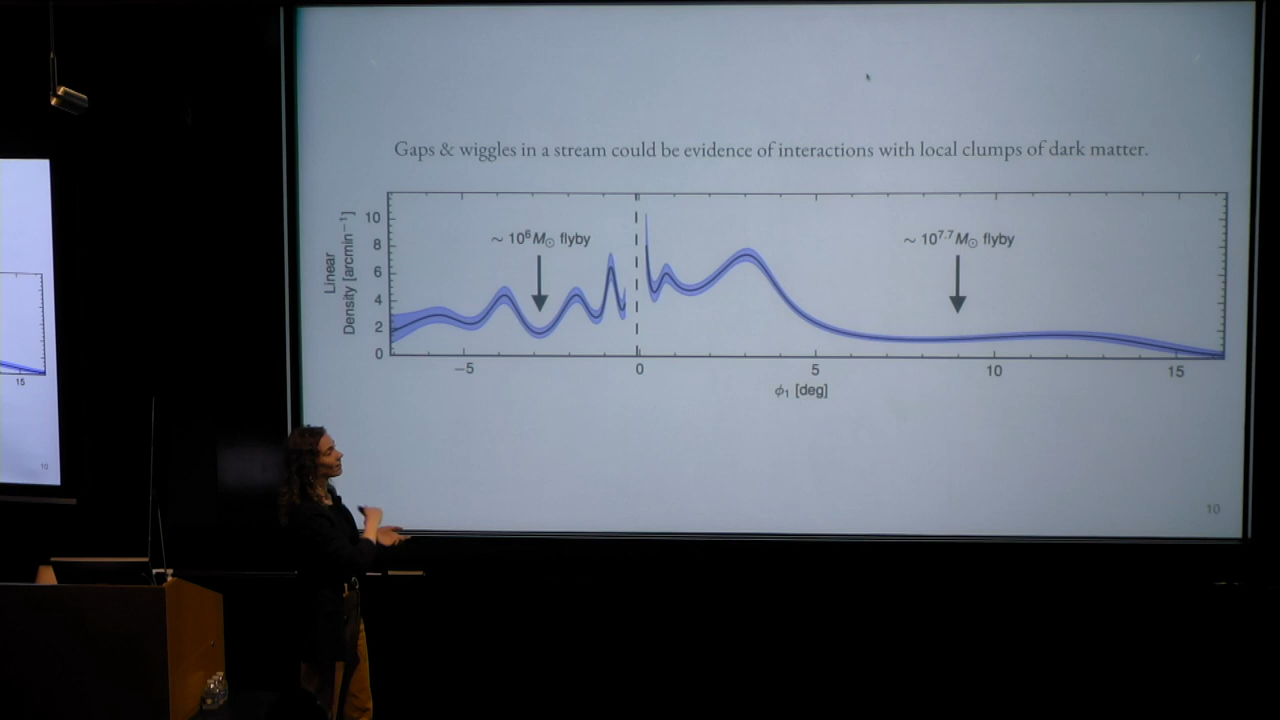 Gaps & wiggles in a stream could be evidence of interactions with local clumps of dark matter.
Linear
Density [arcmin⁻¹]
10
8
6
4
2
0
∼ 10⁶M⊙ flyby
∼ 10⁷·⁷M⊙ flyby
−5
0
5
10
15
ϕ₁ [deg]
10
15
10